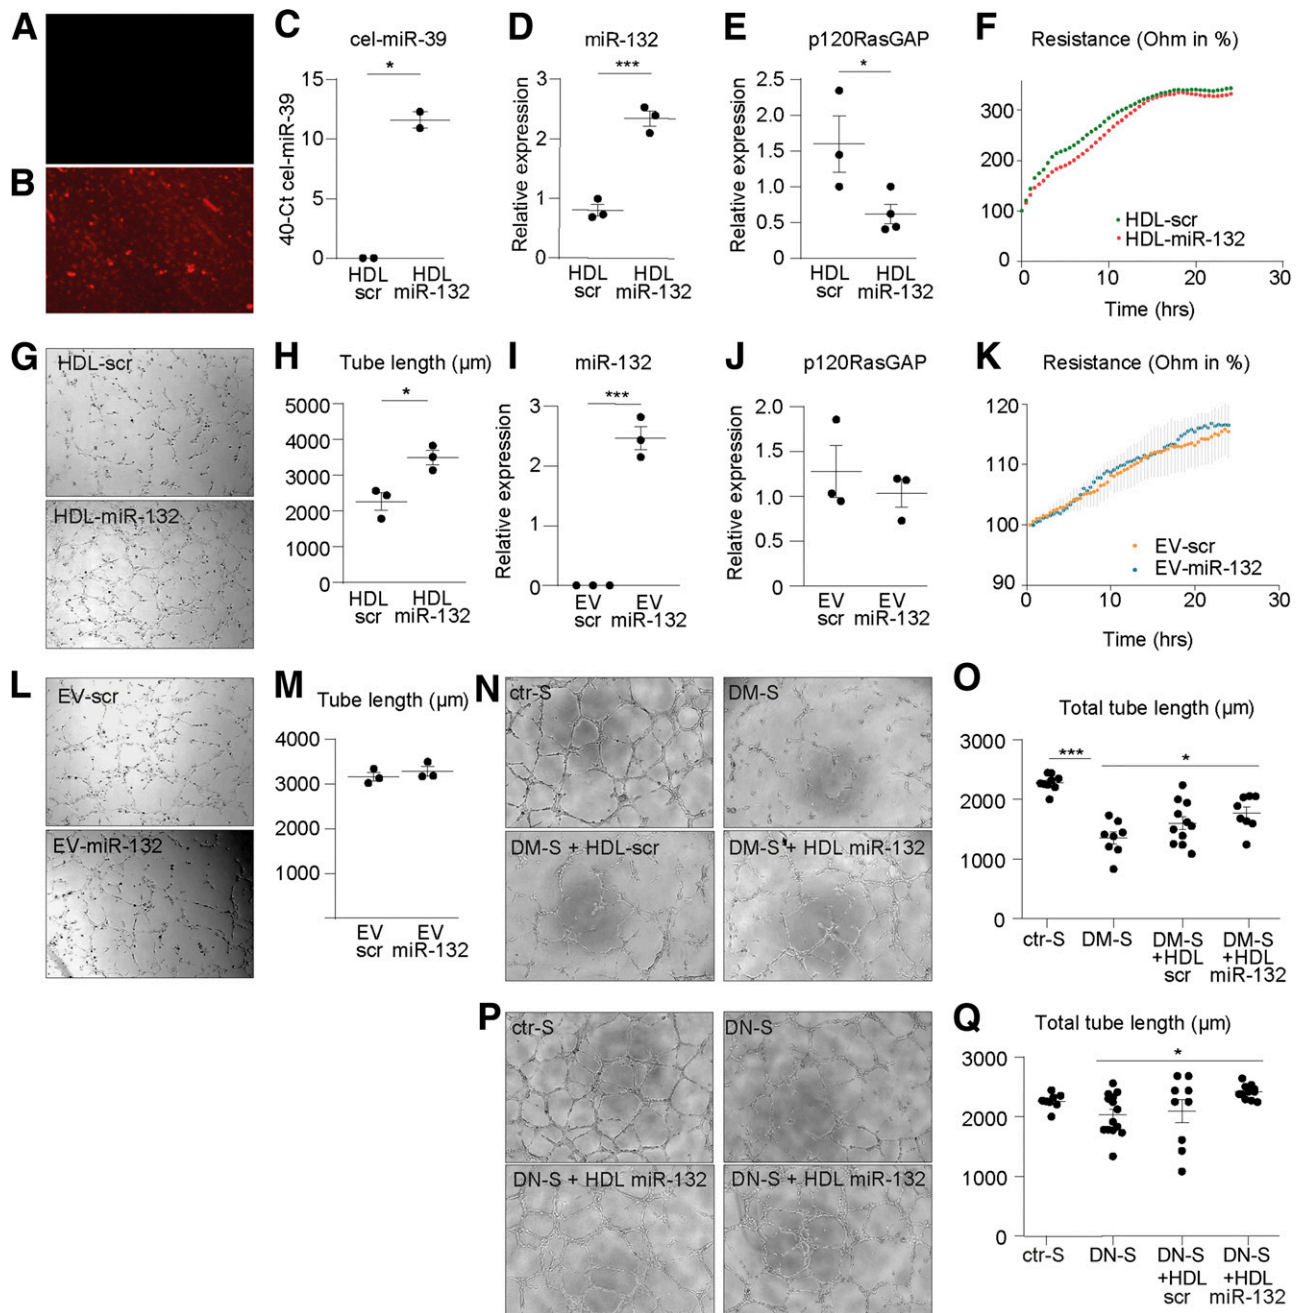 A
B
C
cel-miR-39
40-Ct cel-miR-39
15
10
5
0
*
HDL HDL
scr miR-132
D
miR-132
Relative expression
3
2
1
0
***
HDL HDL
scr miR-132
E
p120RasGAP
Relative expression
2.5
2.0
1.5
1.0
0.5
0
*
HDL HDL
scr miR-132
F
Resistance (Ohm in %)
300
200
100
0
HDL-scr
HDL-miR-132
0 10 20 30
Time (hrs)
G
HDL-scr
HDL-miR-132
H
Tube length (µm)
5000
4000
3000
2000
1000
0
*
HDL HDL
scr miR-132
I
miR-132
Relative expression
3
2
1
0
***
EV EV
scr miR-132
J
p120RasGAP
Relative expression
2.0
1.5
1.0
0.5
0
EV EV
scr miR-132
K
Resistance (Ohm in %)
120
110
100
90
EV-scr
EV-miR-132
0 10 20 30
Time (hrs)
L
EV-scr
EV-miR-132
M
Tube length (µm)
4000
3000
2000
1000
EV EV
scr miR-132
N
ctr-S
DM-S
DM-S + HDL-scr
DM-S + HDL miR-132
O
Total tube length (µm)
3000
2000
1000
0
***
*
ctr-S DM-S DM-S DM-S
+HDL +HDL
scr miR-132
P
ctr-S
DN-S
DN-S + HDL miR-132
DN-S + HDL miR-132
Q
Total tube length (µm)
3000
2000
1000
0
*
ctr-S DN-S DN-S DN-S
+HDL +HDL
scr miR-132